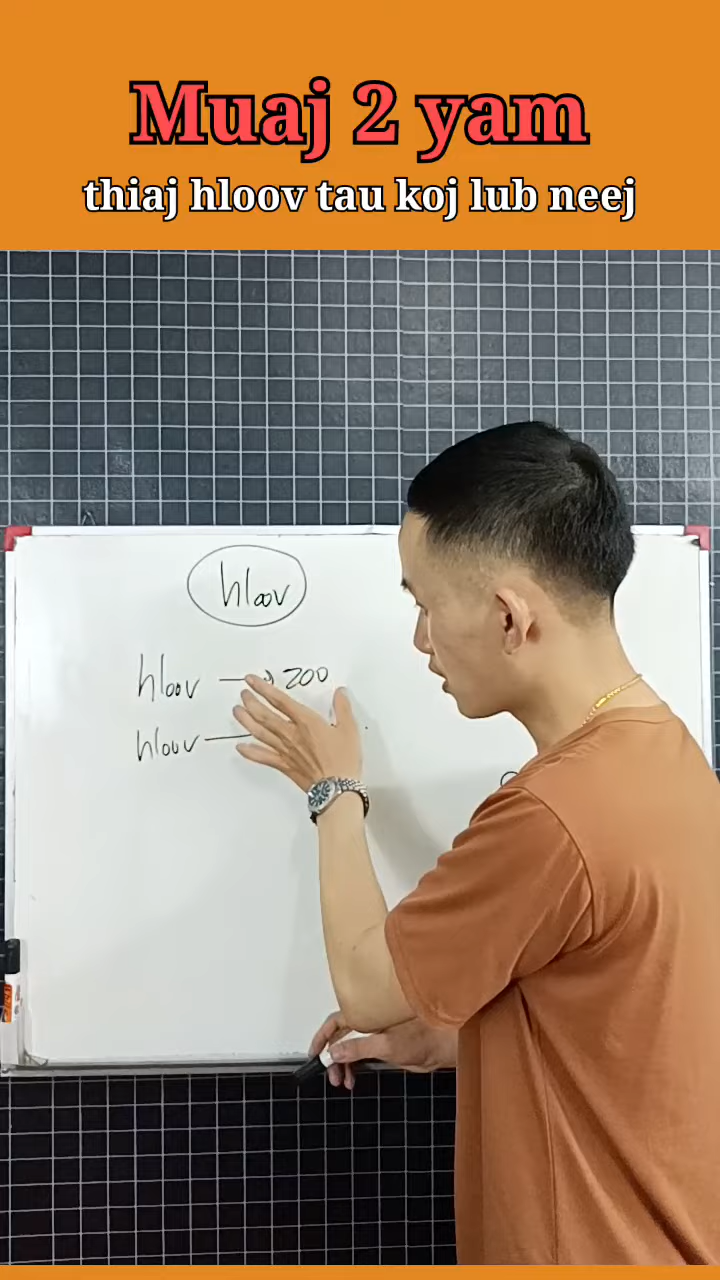 Muaj 2 yam
thiaj hloov tau koj lub neej
hloov
hloov → 200
hloov